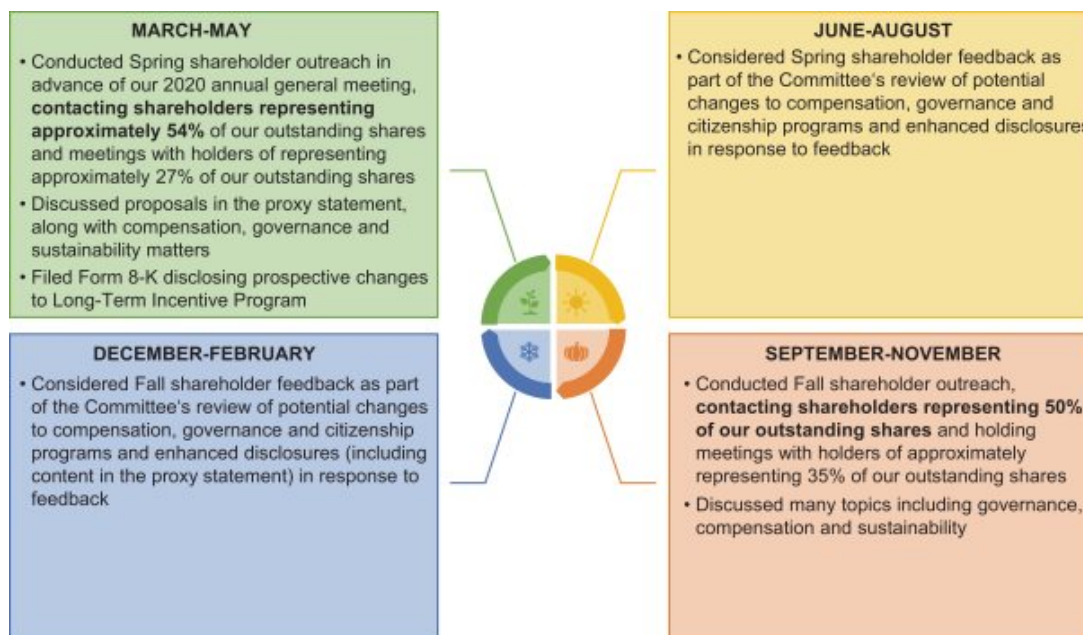 MARCH-MAY
• Conducted Spring shareholder outreach in
advance of our 2020 annual general meeting,
contacting shareholders representing
approximately 54% of our outstanding shares
and meetings with holders of representing
approximately 27% of our outstanding shares
• Discussed proposals in the proxy statement,
along with compensation, governance and
sustainability matters
• Filed Form 8-K disclosing prospective changes
to Long-Term Incentive Program
JUNE-AUGUST
• Considered Spring shareholder feedback as
part of the Committee's review of potential
changes to compensation, governance and
citizenship programs and enhanced disclosures
in response to feedback
DECEMBER-FEBRUARY
• Considered Fall shareholder feedback as part
of the Committee's review of potential changes
to compensation, governance and citizenship
programs and enhanced disclosures (including
content in the proxy statement) in response to
feedback
SEPTEMBER-NOVEMBER
• Conducted Fall shareholder outreach,
contacting shareholders representing 50%
of our outstanding shares and holding
meetings with holders of approximately
representing 35% of our outstanding shares
• Discussed many topics including governance,
compensation and sustainability